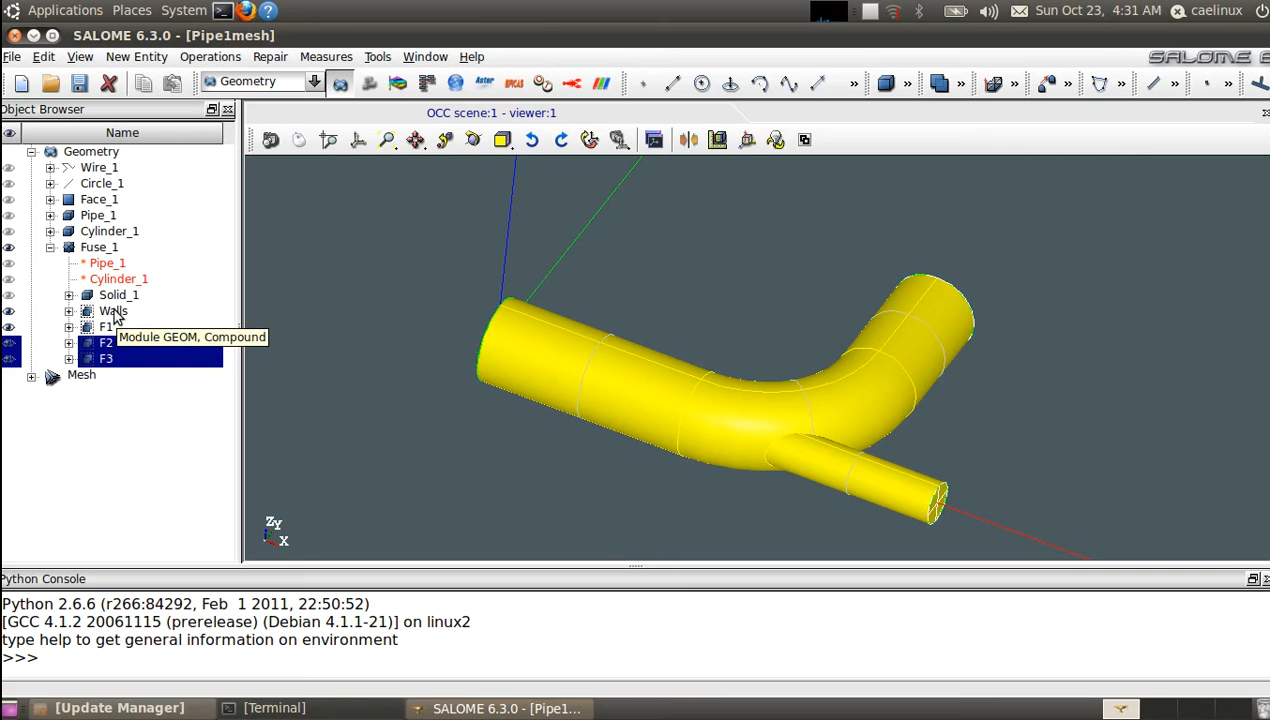 Applications Places System Sun Oct 23, 4:31 AM caelinux
SALOME 6.3.0 - [Pipe1mesh]
File Edit View New Entity Operations Repair Measures Tools Window Help SALOME 6
Geometry Aster EPICAS » » » » » » » »
Object Browser
OCC scene:1 - viewer:1
Name
Geometry
Wire_1
Circle_1
Face_1
Pipe_1
Cylinder_1
Fuse_1
* Pipe_1
* Cylinder_1
Solid_1
Walls
F1
Module GEOM, Compound
F2
F3
Mesh
Z Y
X
Python Console
Python 2.6.6 (r266:84292, Feb 1 2011, 22:50:52)
[GCC 4.1.2 20061115 (prerelease) (Debian 4.1.1-21)] on linux2
type help to get general information on environment
>>>
[Update Manager] [Terminal] SALOME 6.3.0 - [Pipe1...